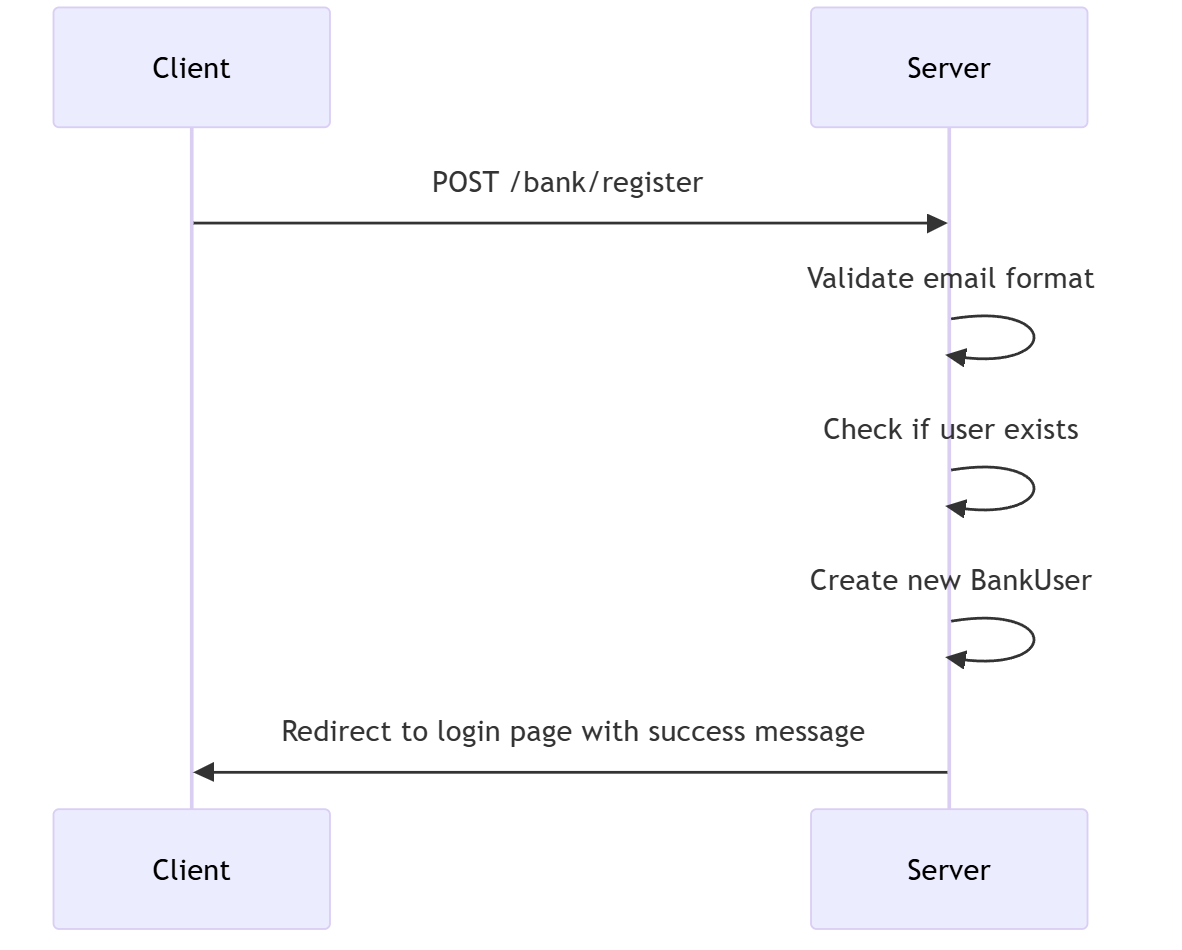 Client
Server
POST /bank/register
Validate email format
Check if user exists
Create new BankUser
Redirect to login page with success message
Client
Server